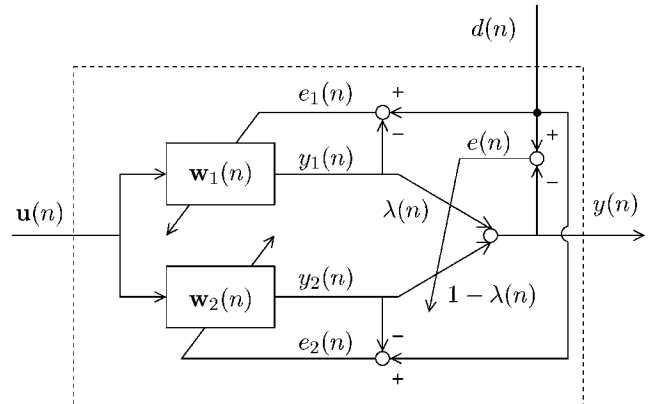 d(n)
e₁(n)
+
−
+
e(n)
−
w₁(n)
y₁(n)
λ(n)
u(n)
y(n)
w₂(n)
y₂(n)
1 − λ(n)
−
e₂(n)
+